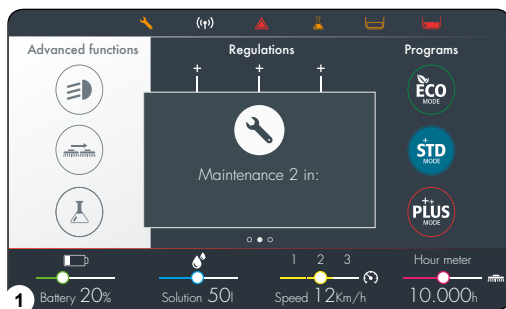 Advanced functions
Regulations
Programs
+ + +
ECO
MODE
Maintenance 2 in:
+
STD
MODE
++
PLUS
MODE
1 2 3
Hour meter
1
Battery 20%
Solution 50l
Speed 12Km/h
10.000h